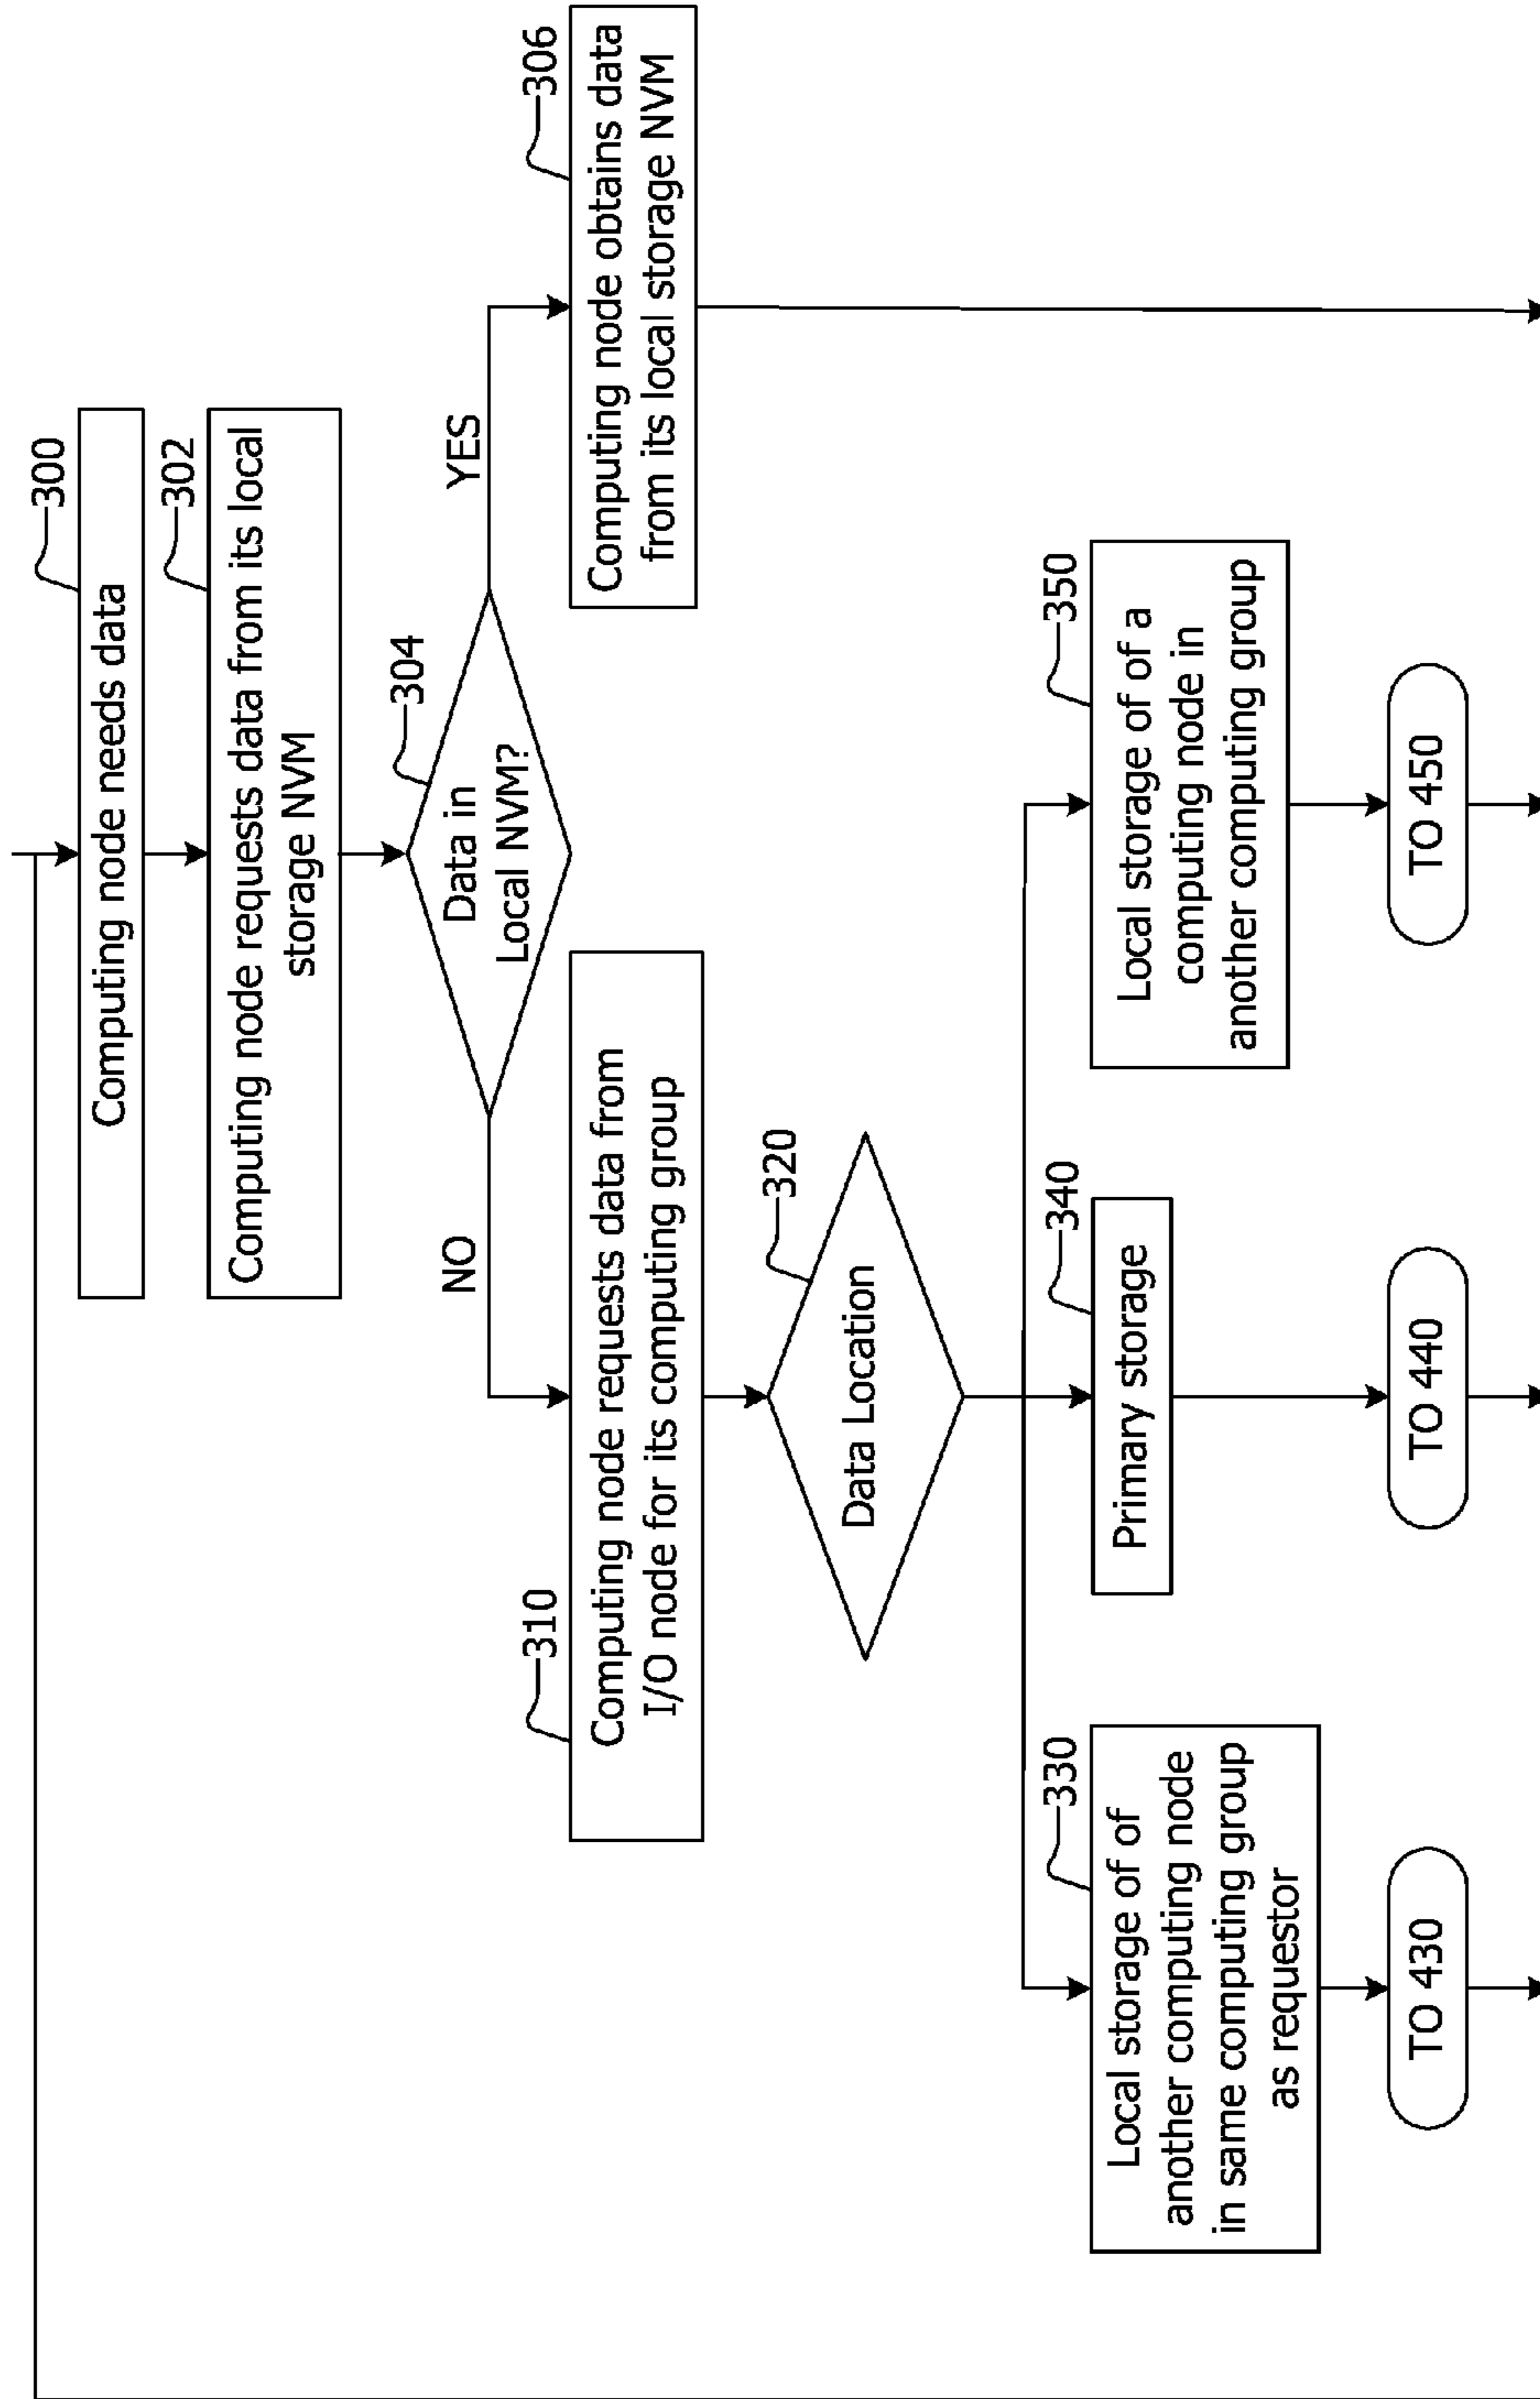 300
Computing node needs data
302
Computing node requests data from its local
storage NVM
304
Data in
Local NVM?
YES
NO
306
Computing node obtains data
from its local storage NVM
310
Computing node requests data from
I/O node for its computing group
320
Data Location
330
Local storage of of
another computing node
in same computing group
as requestor
340
Primary storage
350
Local storage of of a
computing node in
another computing group
TO 430
TO 440
TO 450